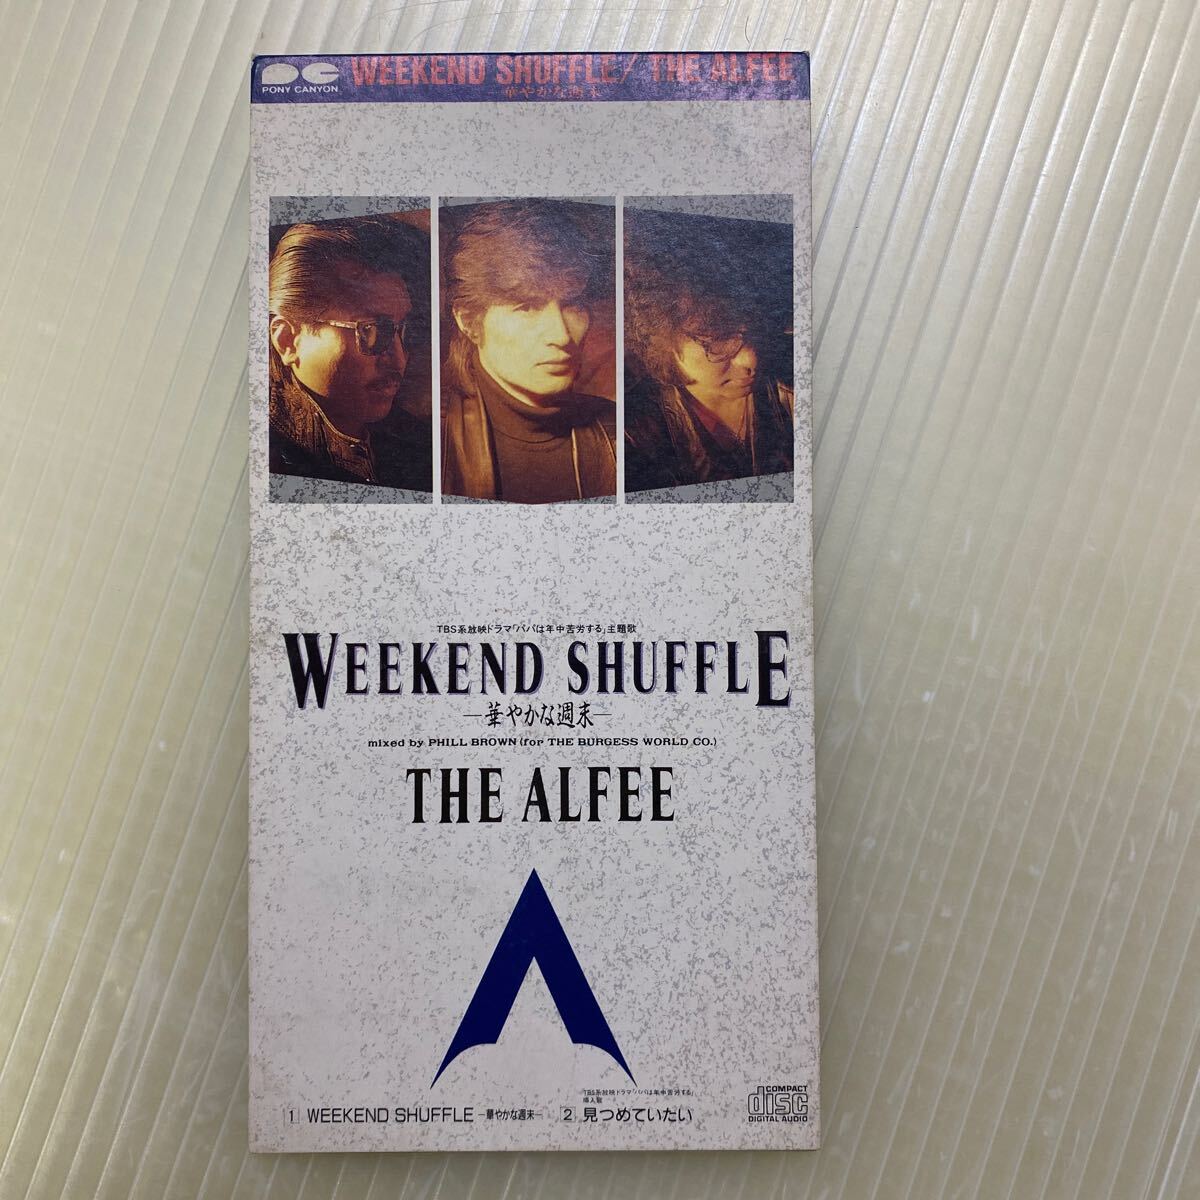 PONY CANYON
WEEKEND SHUFFLE / THE ALFEE
華やかな週末
TBS系放映ドラマ「パパは年中苦労する」主題歌
WEEKEND SHUFFLE
—華やかな週末—
mixed by PHILL BROWN (for THE BURGESS WORLD CO.)
THE ALFEE
TBS系放映ドラマ「パパは年中苦労する」
挿入歌
1 WEEKEND SHUFFLE —華やかな週末— 2 見つめていたい
COMPACT
disc
DIGITAL AUDIO